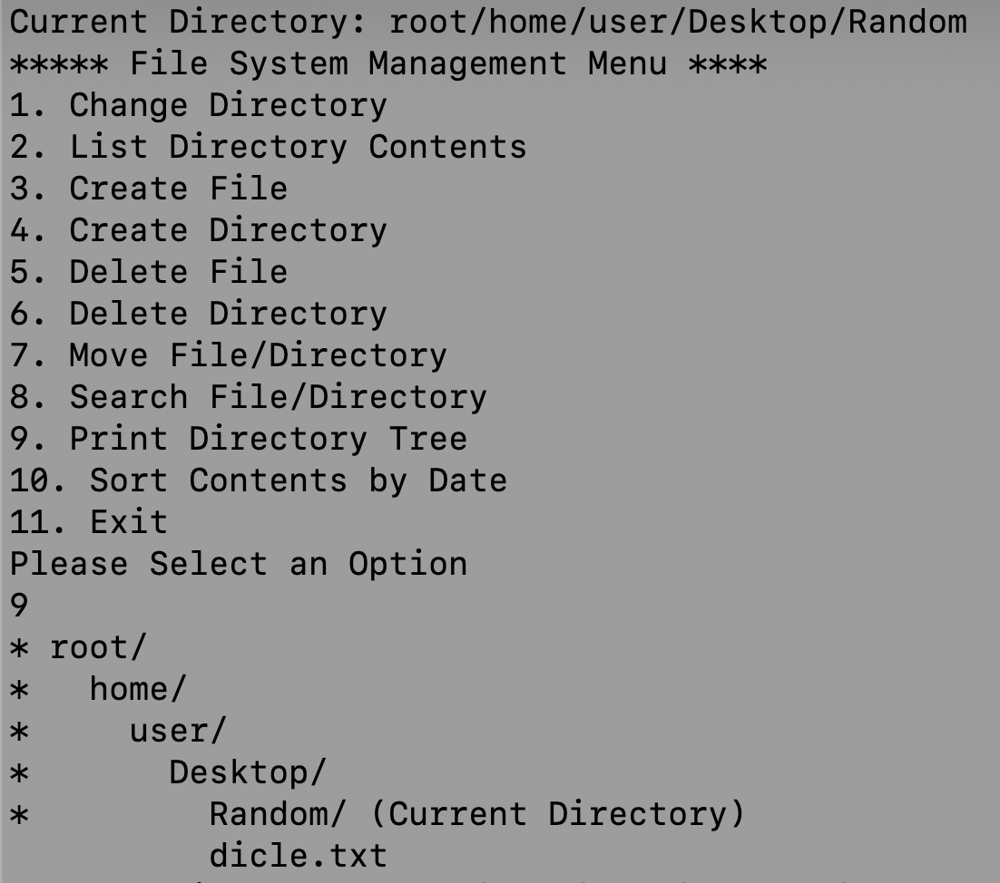 Current Directory: root/home/user/Desktop/Random
***** File System Management Menu ****
1. Change Directory
2. List Directory Contents
3. Create File
4. Create Directory
5. Delete File
6. Delete Directory
7. Move File/Directory
8. Search File/Directory
9. Print Directory Tree
10. Sort Contents by Date
11. Exit
Please Select an Option
9
* root/
*   home/
*     user/
*       Desktop/
*         Random/ (Current Directory)
          dicle.txt